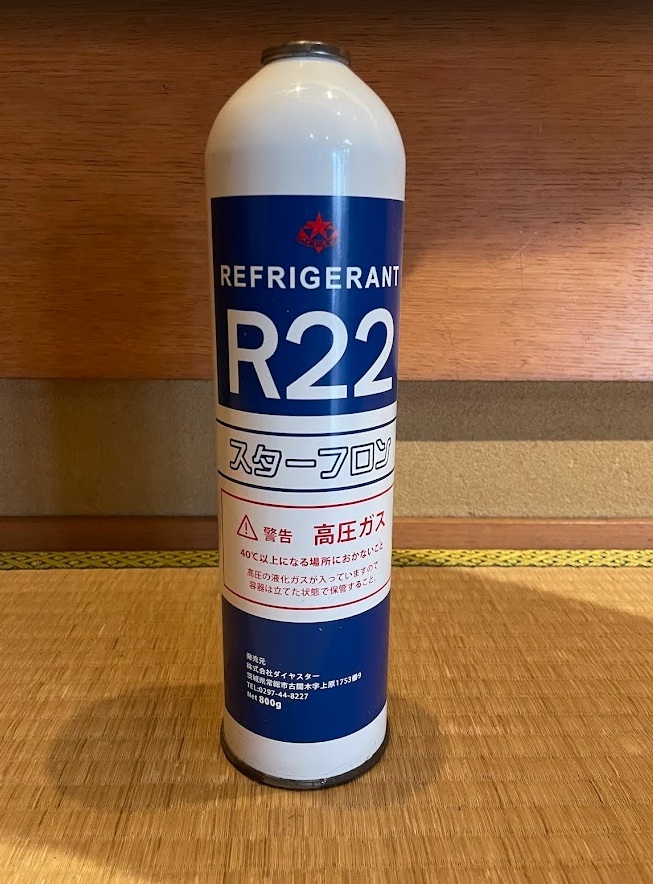 REFRIGERANT
R22
スターフロン
警告 高圧ガス
40℃以上になる場所におかないこと
高圧の液化ガスが入っていますので
容器は立てた状態で保管すること。
発売元
株式会社ダイヤスター
茨城県常総市古間木字上原1753番9
TEL:0297-44-8227
Net 800g